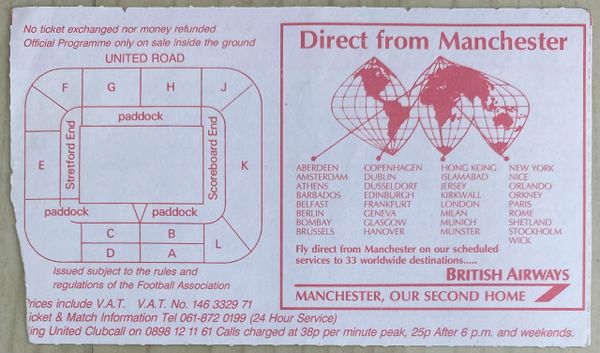 No ticket exchanged nor money refunded
Official Programme only on sale inside the ground
UNITED ROAD
F G H J
paddock
Stretford End
Scoreboard End
E
K
paddock paddock
C B
D A
L
Issued subject to the rules and
regulations of the Football Association
rices include V.A.T. V.A.T. No. 146 3329 71
icket & Match Information Tel 061-872 0199 (24 Hour Service)
ing United Clubcall on 0898 12 11 61 Calls charged at 38p per minute peak, 25p After 6 p.m. and weekends.
Direct from Manchester
ABERDEEN
AMSTERDAM
ATHENS
BARBADOS
BELFAST
BERLIN
BOMBAY
BRUSSELS
COPENHAGEN
DUBLIN
DUSSELDORF
EDINBURGH
FRANKFURT
GENEVA
GLASGOW
HANOVER
HONG KONG
ISLAMABAD
JERSEY
KIRKWALL
LONDON
MILAN
MUNICH
MUNSTER
NEW YORK
NICE
ORLANDO
ORKNEY
PARIS
ROME
SHETLAND
STOCKHOLM
WICK
Fly direct from Manchester on our scheduled
services to 33 worldwide destinations.....
BRITISH AIRWAYS
MANCHESTER, OUR SECOND HOME